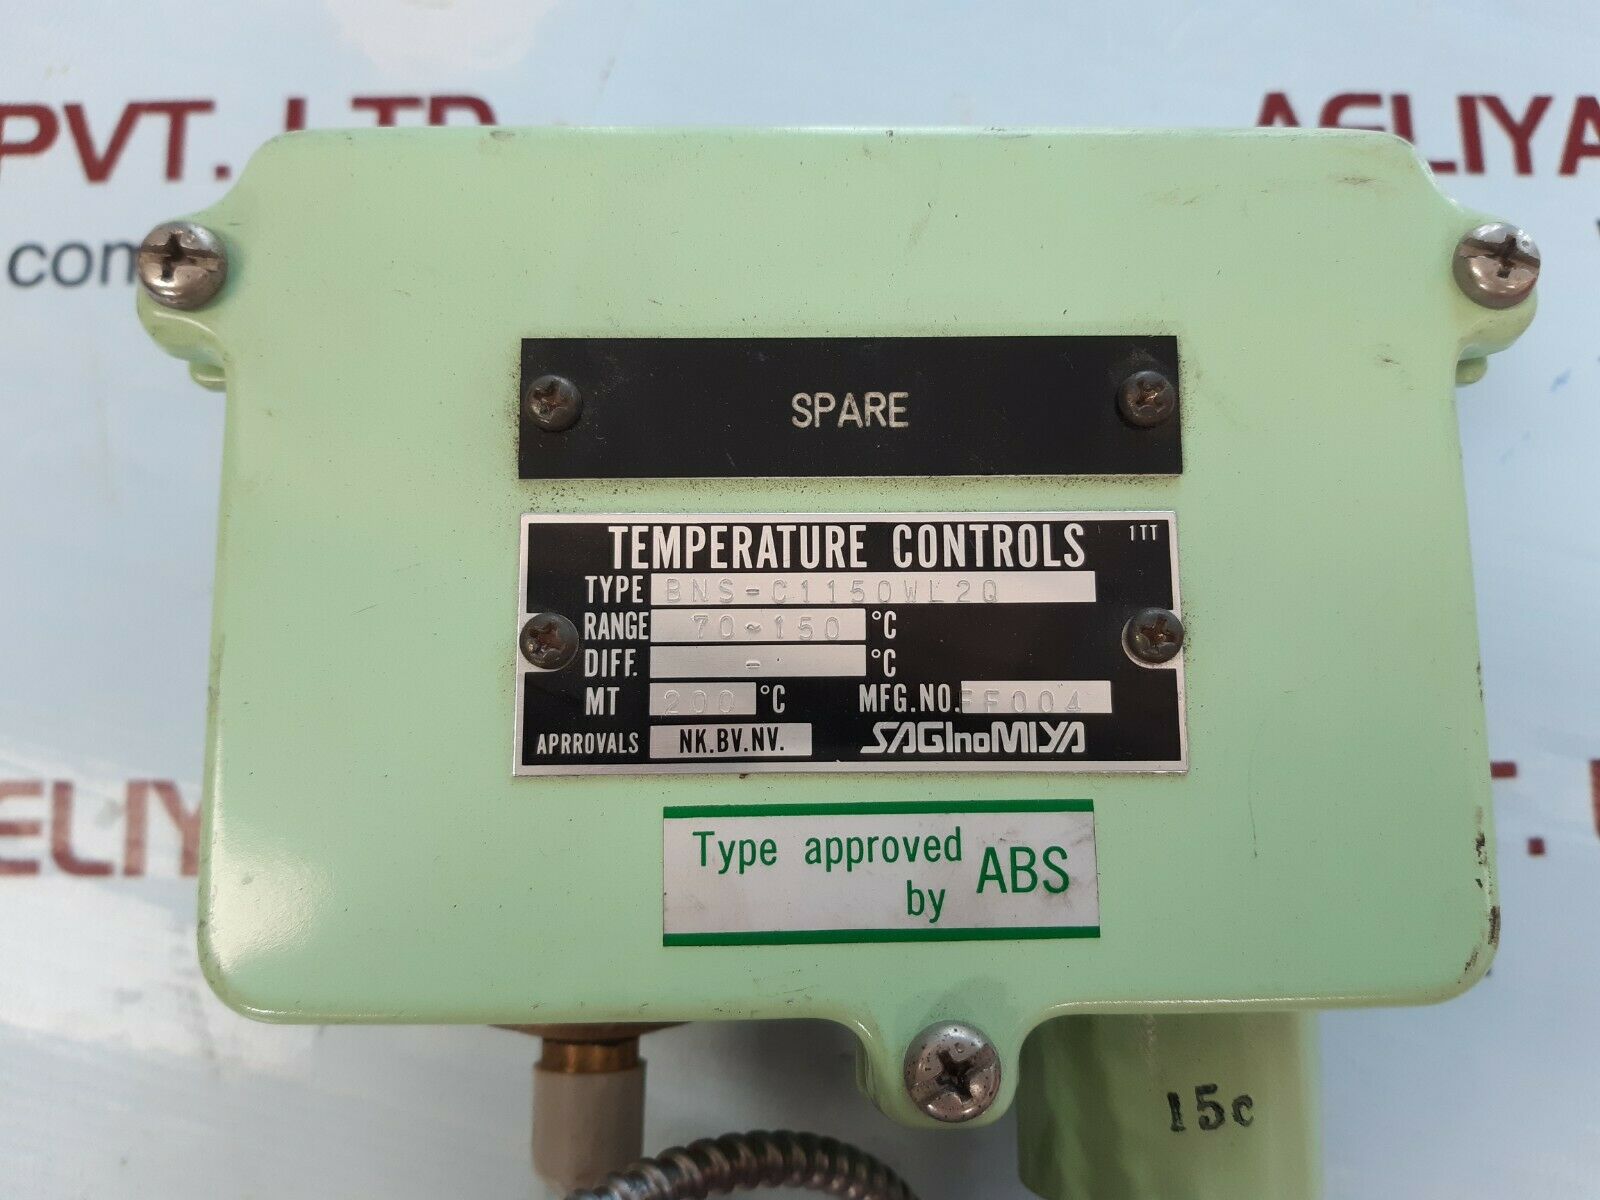 PVT. LTD
AELIYA
com
SPARE
TEMPERATURE CONTROLS 1TT
TYPE BNS-C1150WL2Q
RANGE 70~150 °C
DIFF. - °C
MT 200 °C MFG.NO. FF004
APRROVALS NK.BV.NV. SAGInoMIYA
AELIYA
Type approved
by ABS
15c